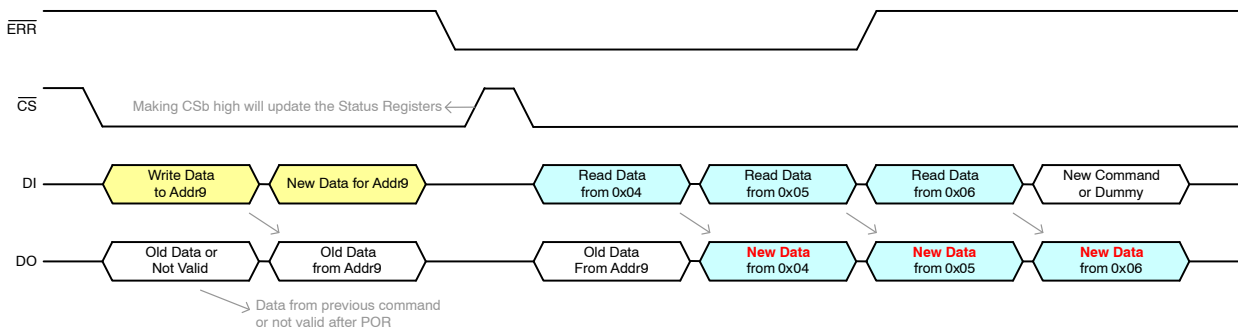 ERR
CS
Making CSb high will update the Status Registers
DI
Write Data
to Addr9
New Data for Addr9
Read Data
from 0x04
Read Data
from 0x05
Read Data
from 0x06
New Command
or Dummy
DO
Old Data or
Not Valid
Old Data
from Addr9
Old Data
From Addr9
New Data
from 0x04
New Data
from 0x05
New Data
from 0x06
Data from previous command
or not valid after POR